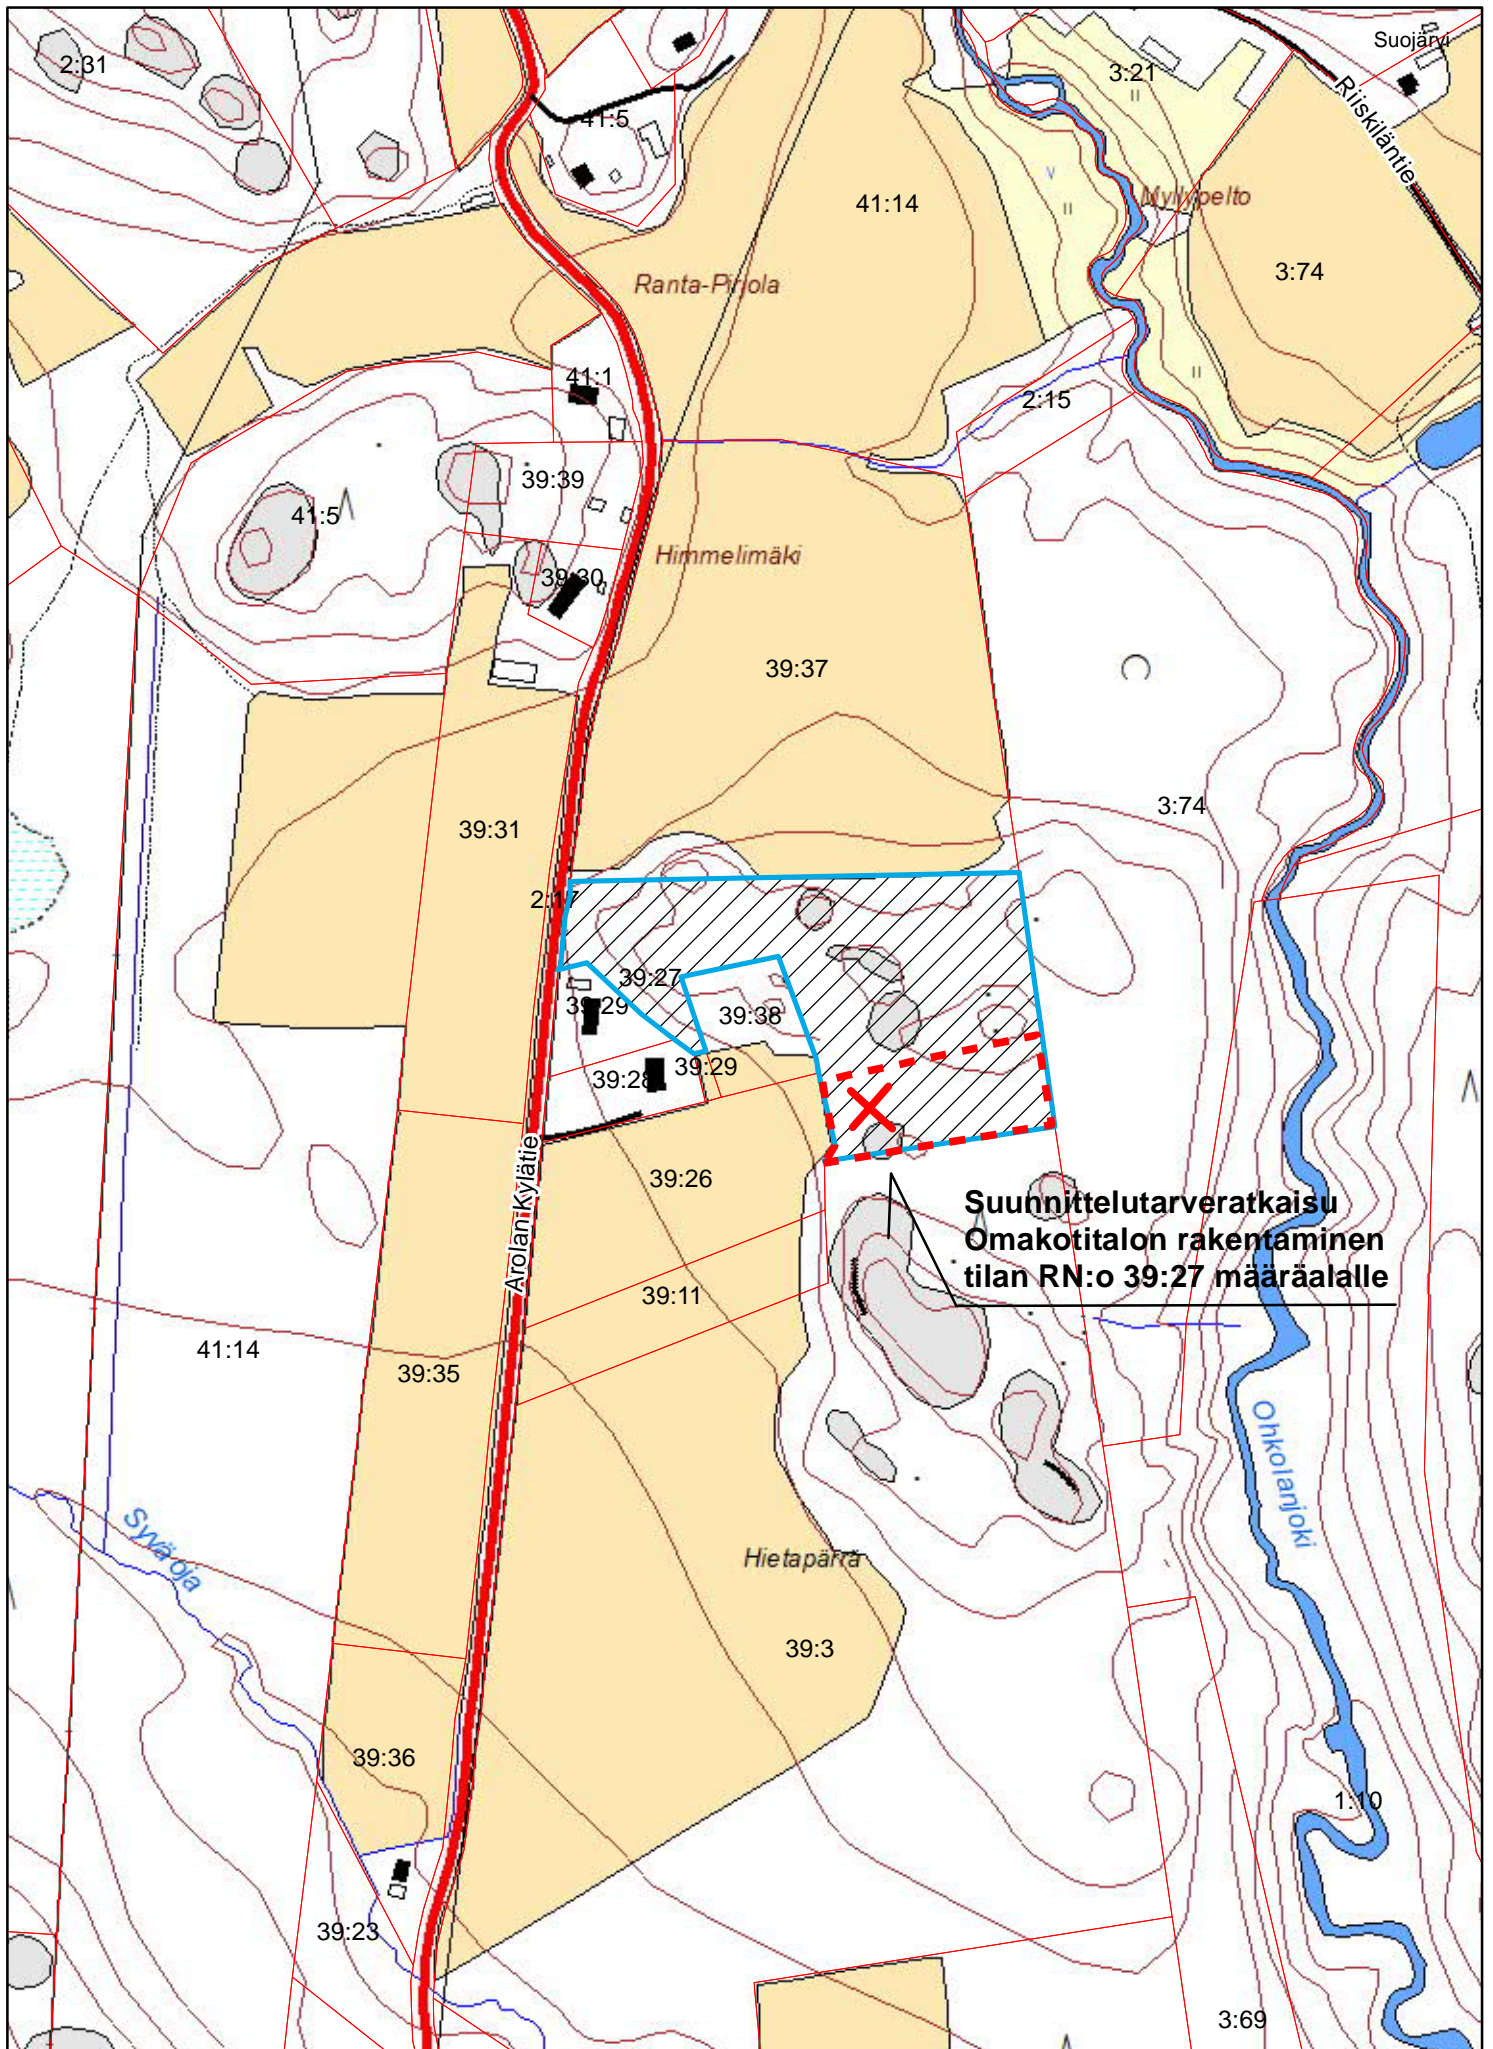 Suojärvi
2:31
3:21
Riiskiläntie
41:5
Myllypelto
41:14
3:74
Ranta-Pirjola
41:1
2:15
39:39
41:5
Himmelimäki
39:30
39:37
3:74
39:31
2:17
39:27
39:29
39:38
39:29
39:28
Arolan Kylätie
39:26
Suunnittelutarveratkaisu
Omakotitalon rakentaminen
tilan RN:o 39:27 määräalalle
39:11
41:14
39:35
Ohkolanjoki
Syvä oja
Hietapärrä
39:3
39:36
1:10
39:23
3:69